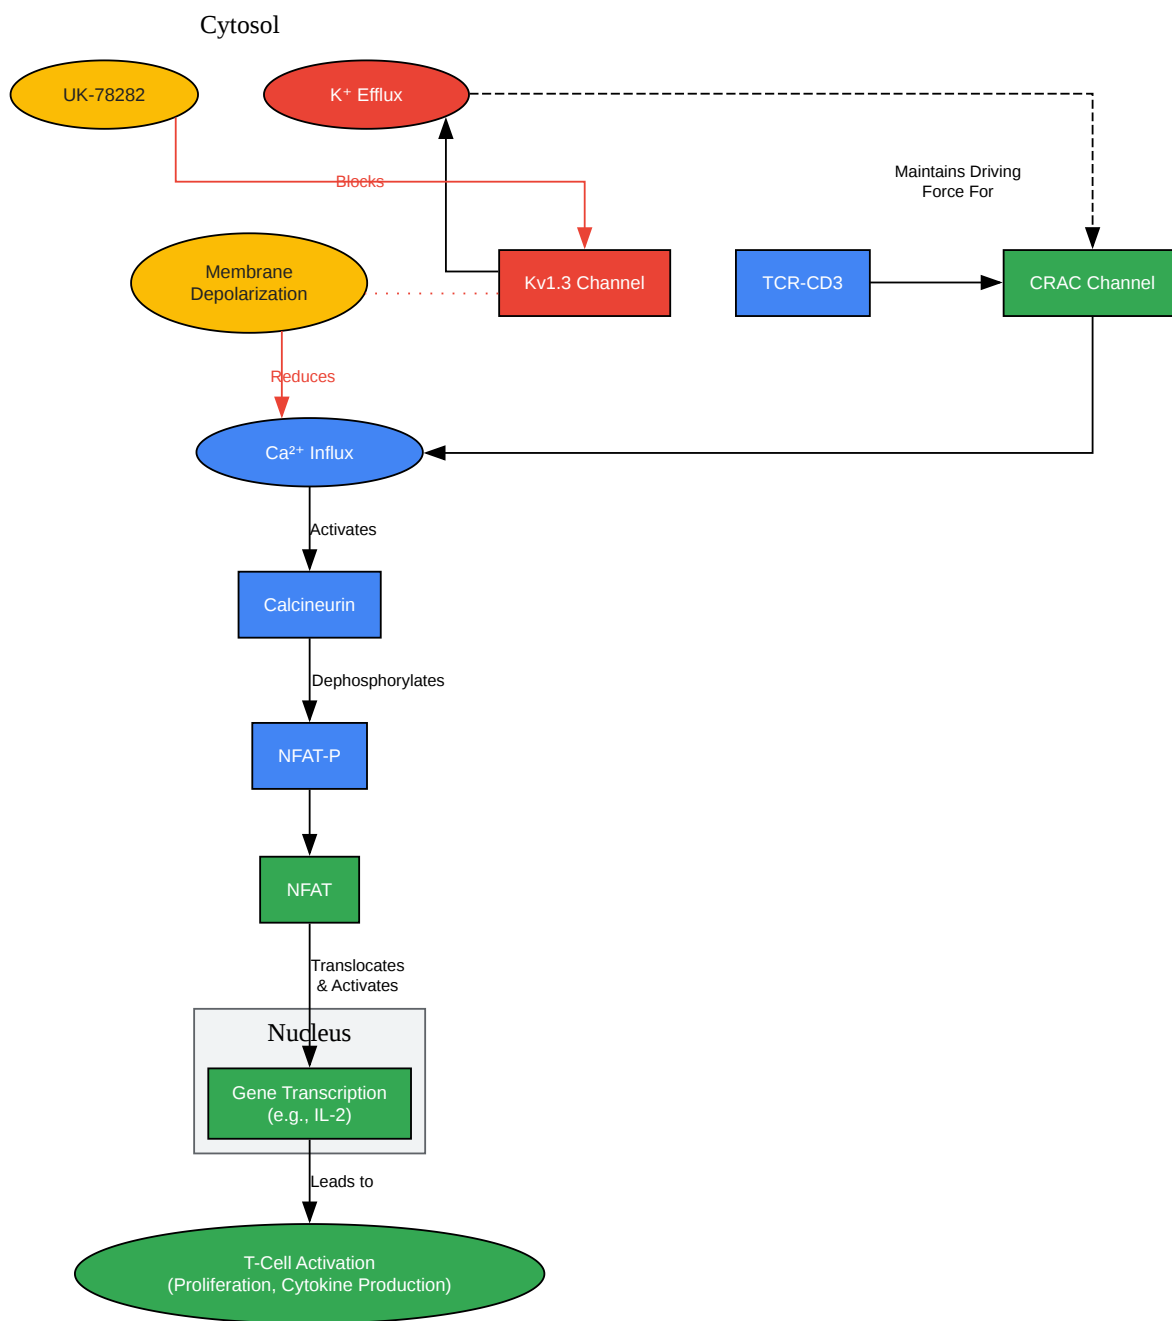 Cytosol
UK-78282
K⁺ Efflux
Maintains Driving
Force For
Blocks
Membrane
Depolarization
Kv1.3 Channel
TCR-CD3
CRAC Channel
Reduces
Ca²⁺ Influx
Activates
Calcineurin
Dephosphorylates
NFAT-P
NFAT
Translocates
& Activates
Nucleus
Gene Transcription
(e.g., IL-2)
Leads to
T-Cell Activation
(Proliferation, Cytokine Production)